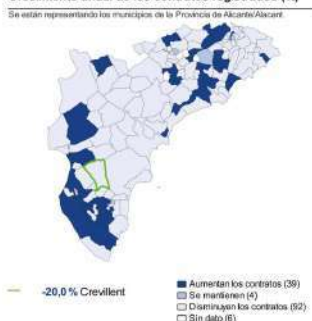 Se están representando los municipios de la Provincia de Alicante/Alacant
-20,0 % Crevillent
Aumentan los contratos (39)
Se mantienen (4)
Disminuyen los contratos (92)
Sin dato (6)